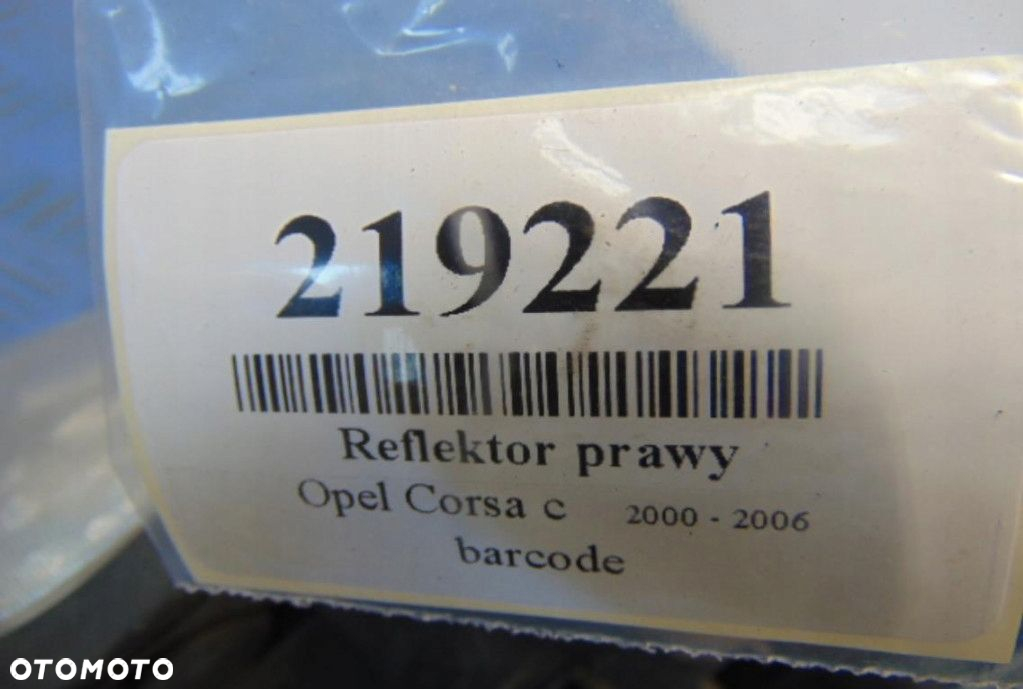 219221
Reflektor prawy
Opel Corsa c 2000 - 2006
barcode
OTOMOTO